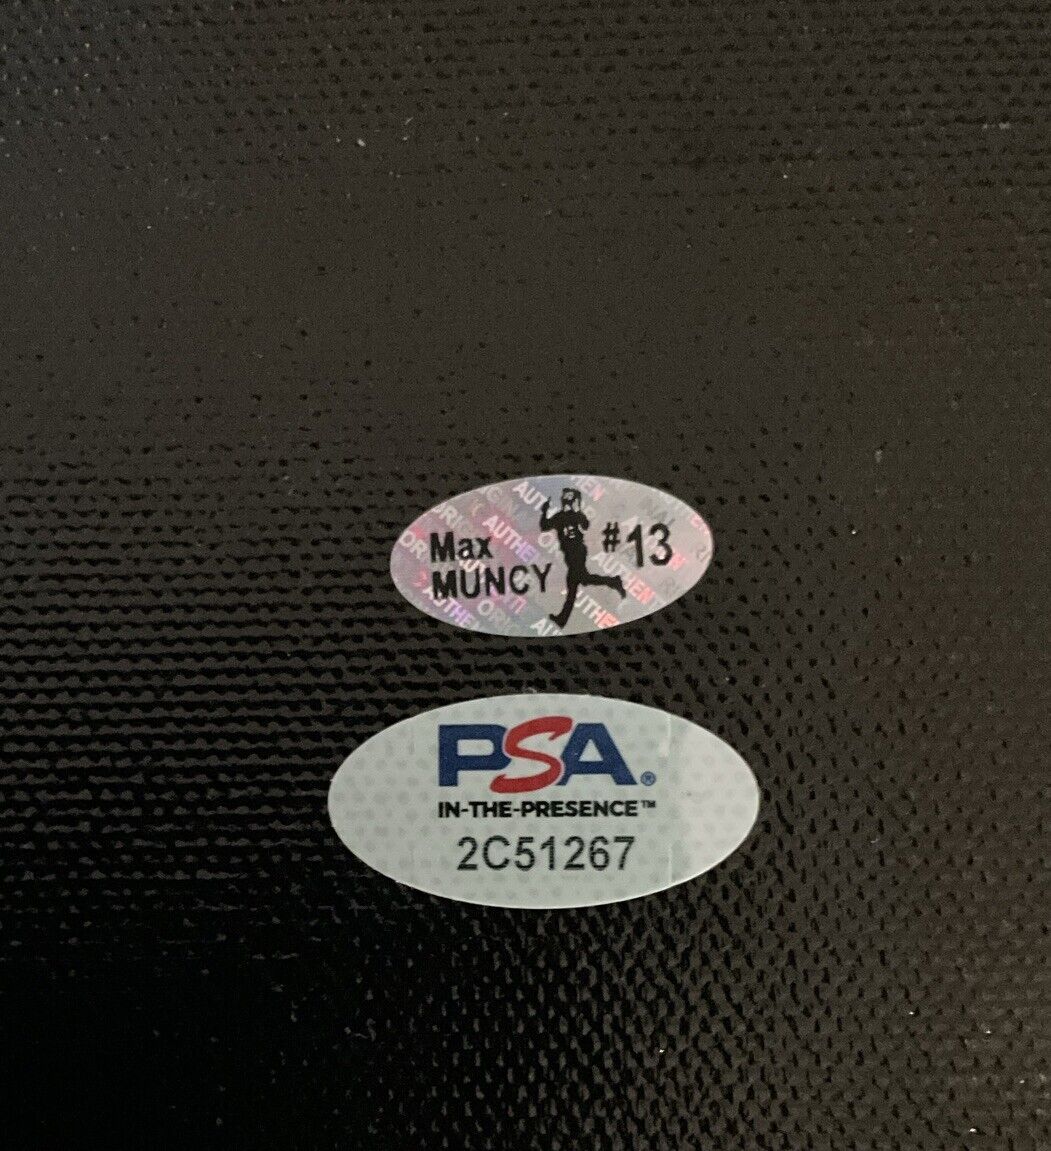 Max
MUNCY
#13
PSA®
IN-THE-PRESENCE™
2C51267